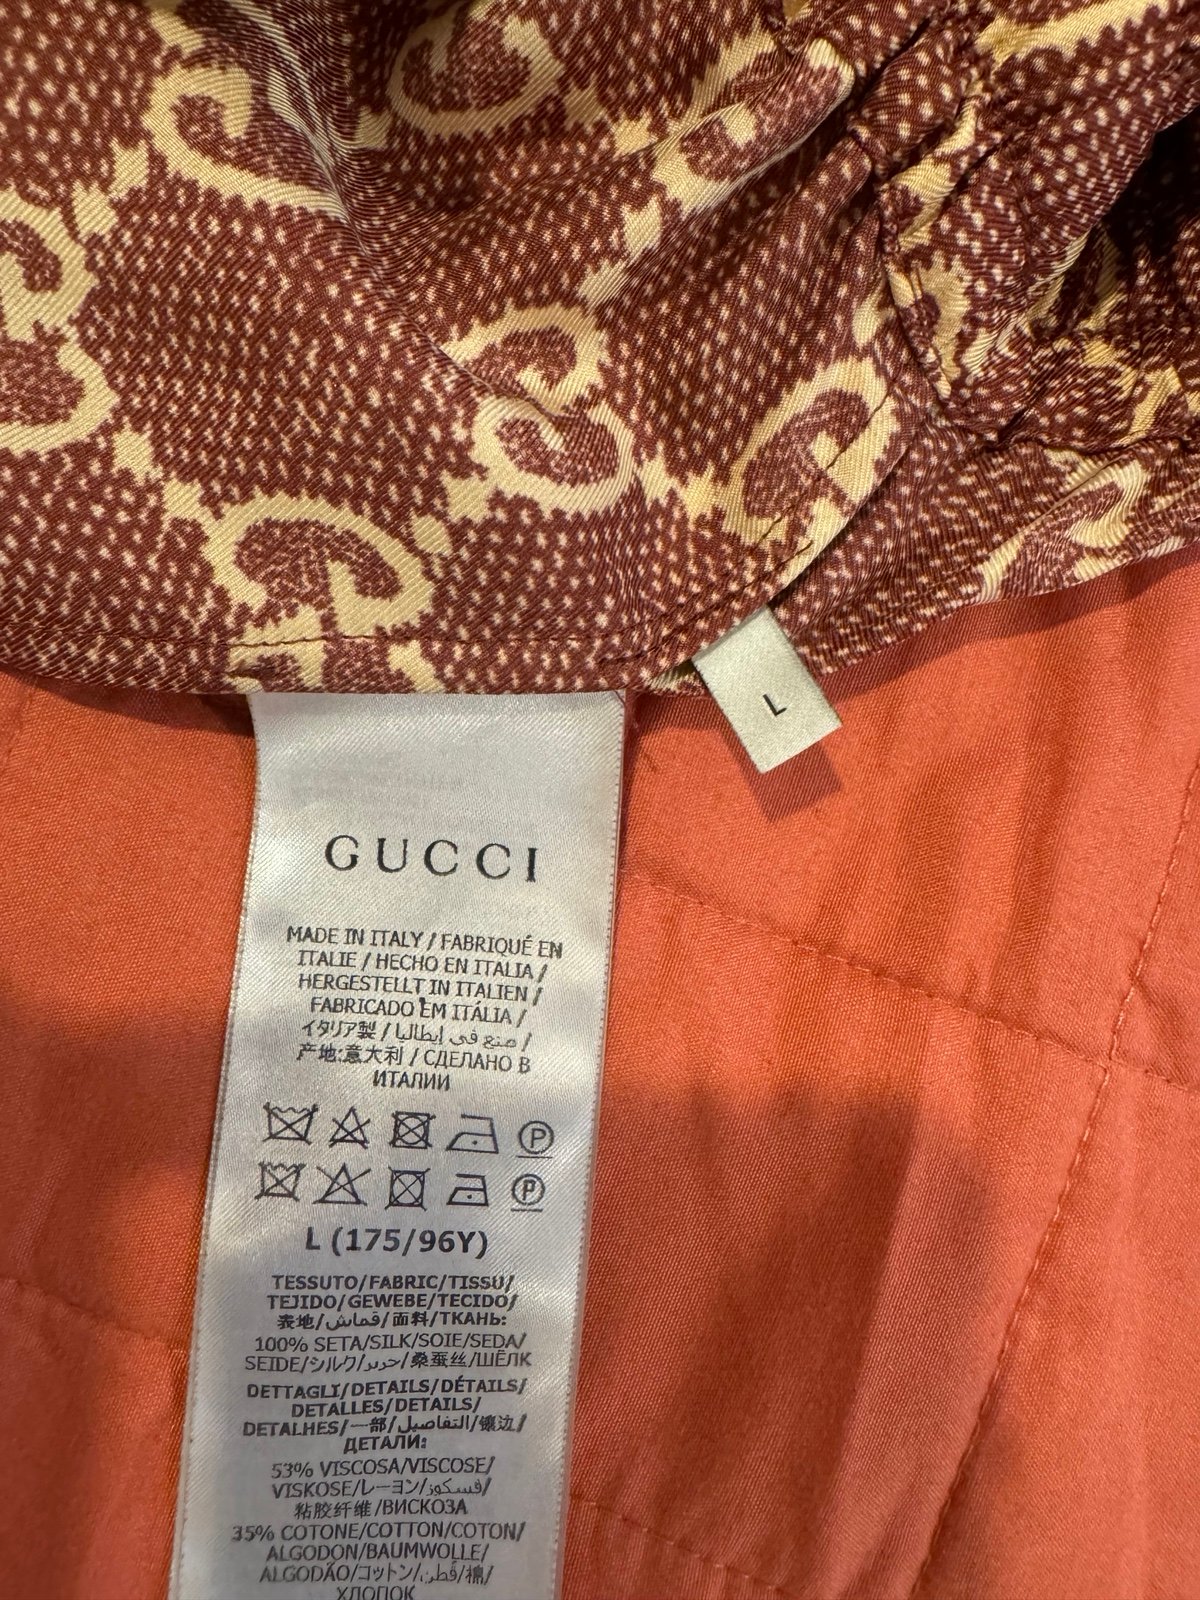 L
GUCCI
MADE IN ITALY / FABRIQUÉ EN
ITALIE / HECHO EN ITALIA /
HERGESTELLT IN ITALIEN /
FABRICADO EM ITÁLIA /
イタリア製 / صنع في إيطاليا /
产地:意大利 / СДЕЛАНО В
ИТАЛИИ
P
P
L (175/96Y)
TESSUTO/FABRIC/TISSU/
TEJIDO/GEWEBE/TECIDO/
表地/قماش/面料/ТКАНЬ:
100% SETA/SILK/SOIE/SEDA/
SEIDE/シルク/حرير/桑蚕丝/ШЁЛК
DETTAGLI/DETAILS/DÉTAILS/
DETALLES/DETAILS/
DETALHES/一部/التفاصيل/镶边/
ДЕТАЛИ:
53% VISCOSA/VISCOSE/
VISKOSE/レーヨン/فسكوز/
粘胶纤维/ВИСКОЗА
35% COTONE/COTTON/COTON/
ALGODON/BAUMWOLLE/
ALGODÃO/コットン/قطن/棉/
ХЛОПОК